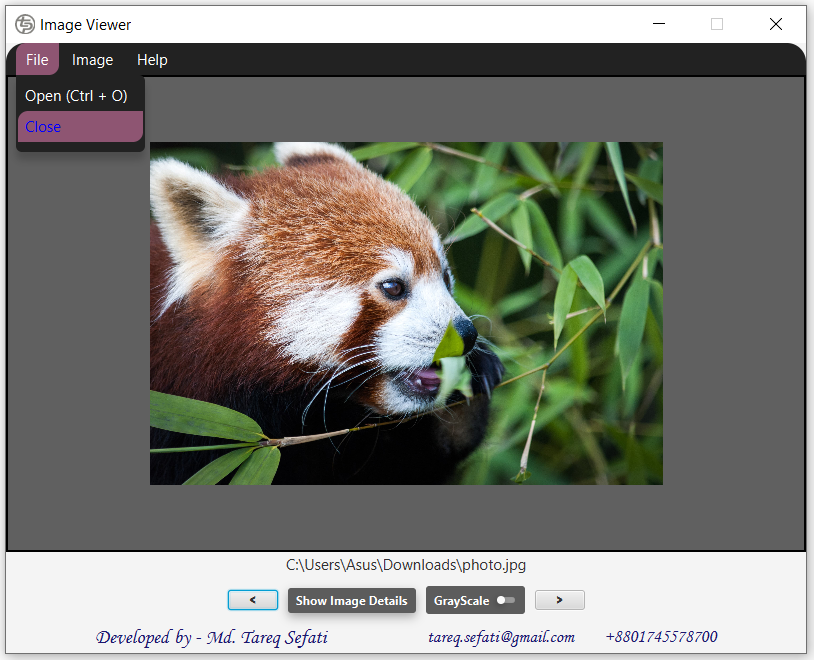 Image Viewer
File Image Help
Open (Ctrl + O)
Close
C:\Users\Asus\Downloads\photo.jpg
< Show Image Details GrayScale >
Developed by - Md. Tareq Sefati tareq.sefati@gmail.com +8801745578700